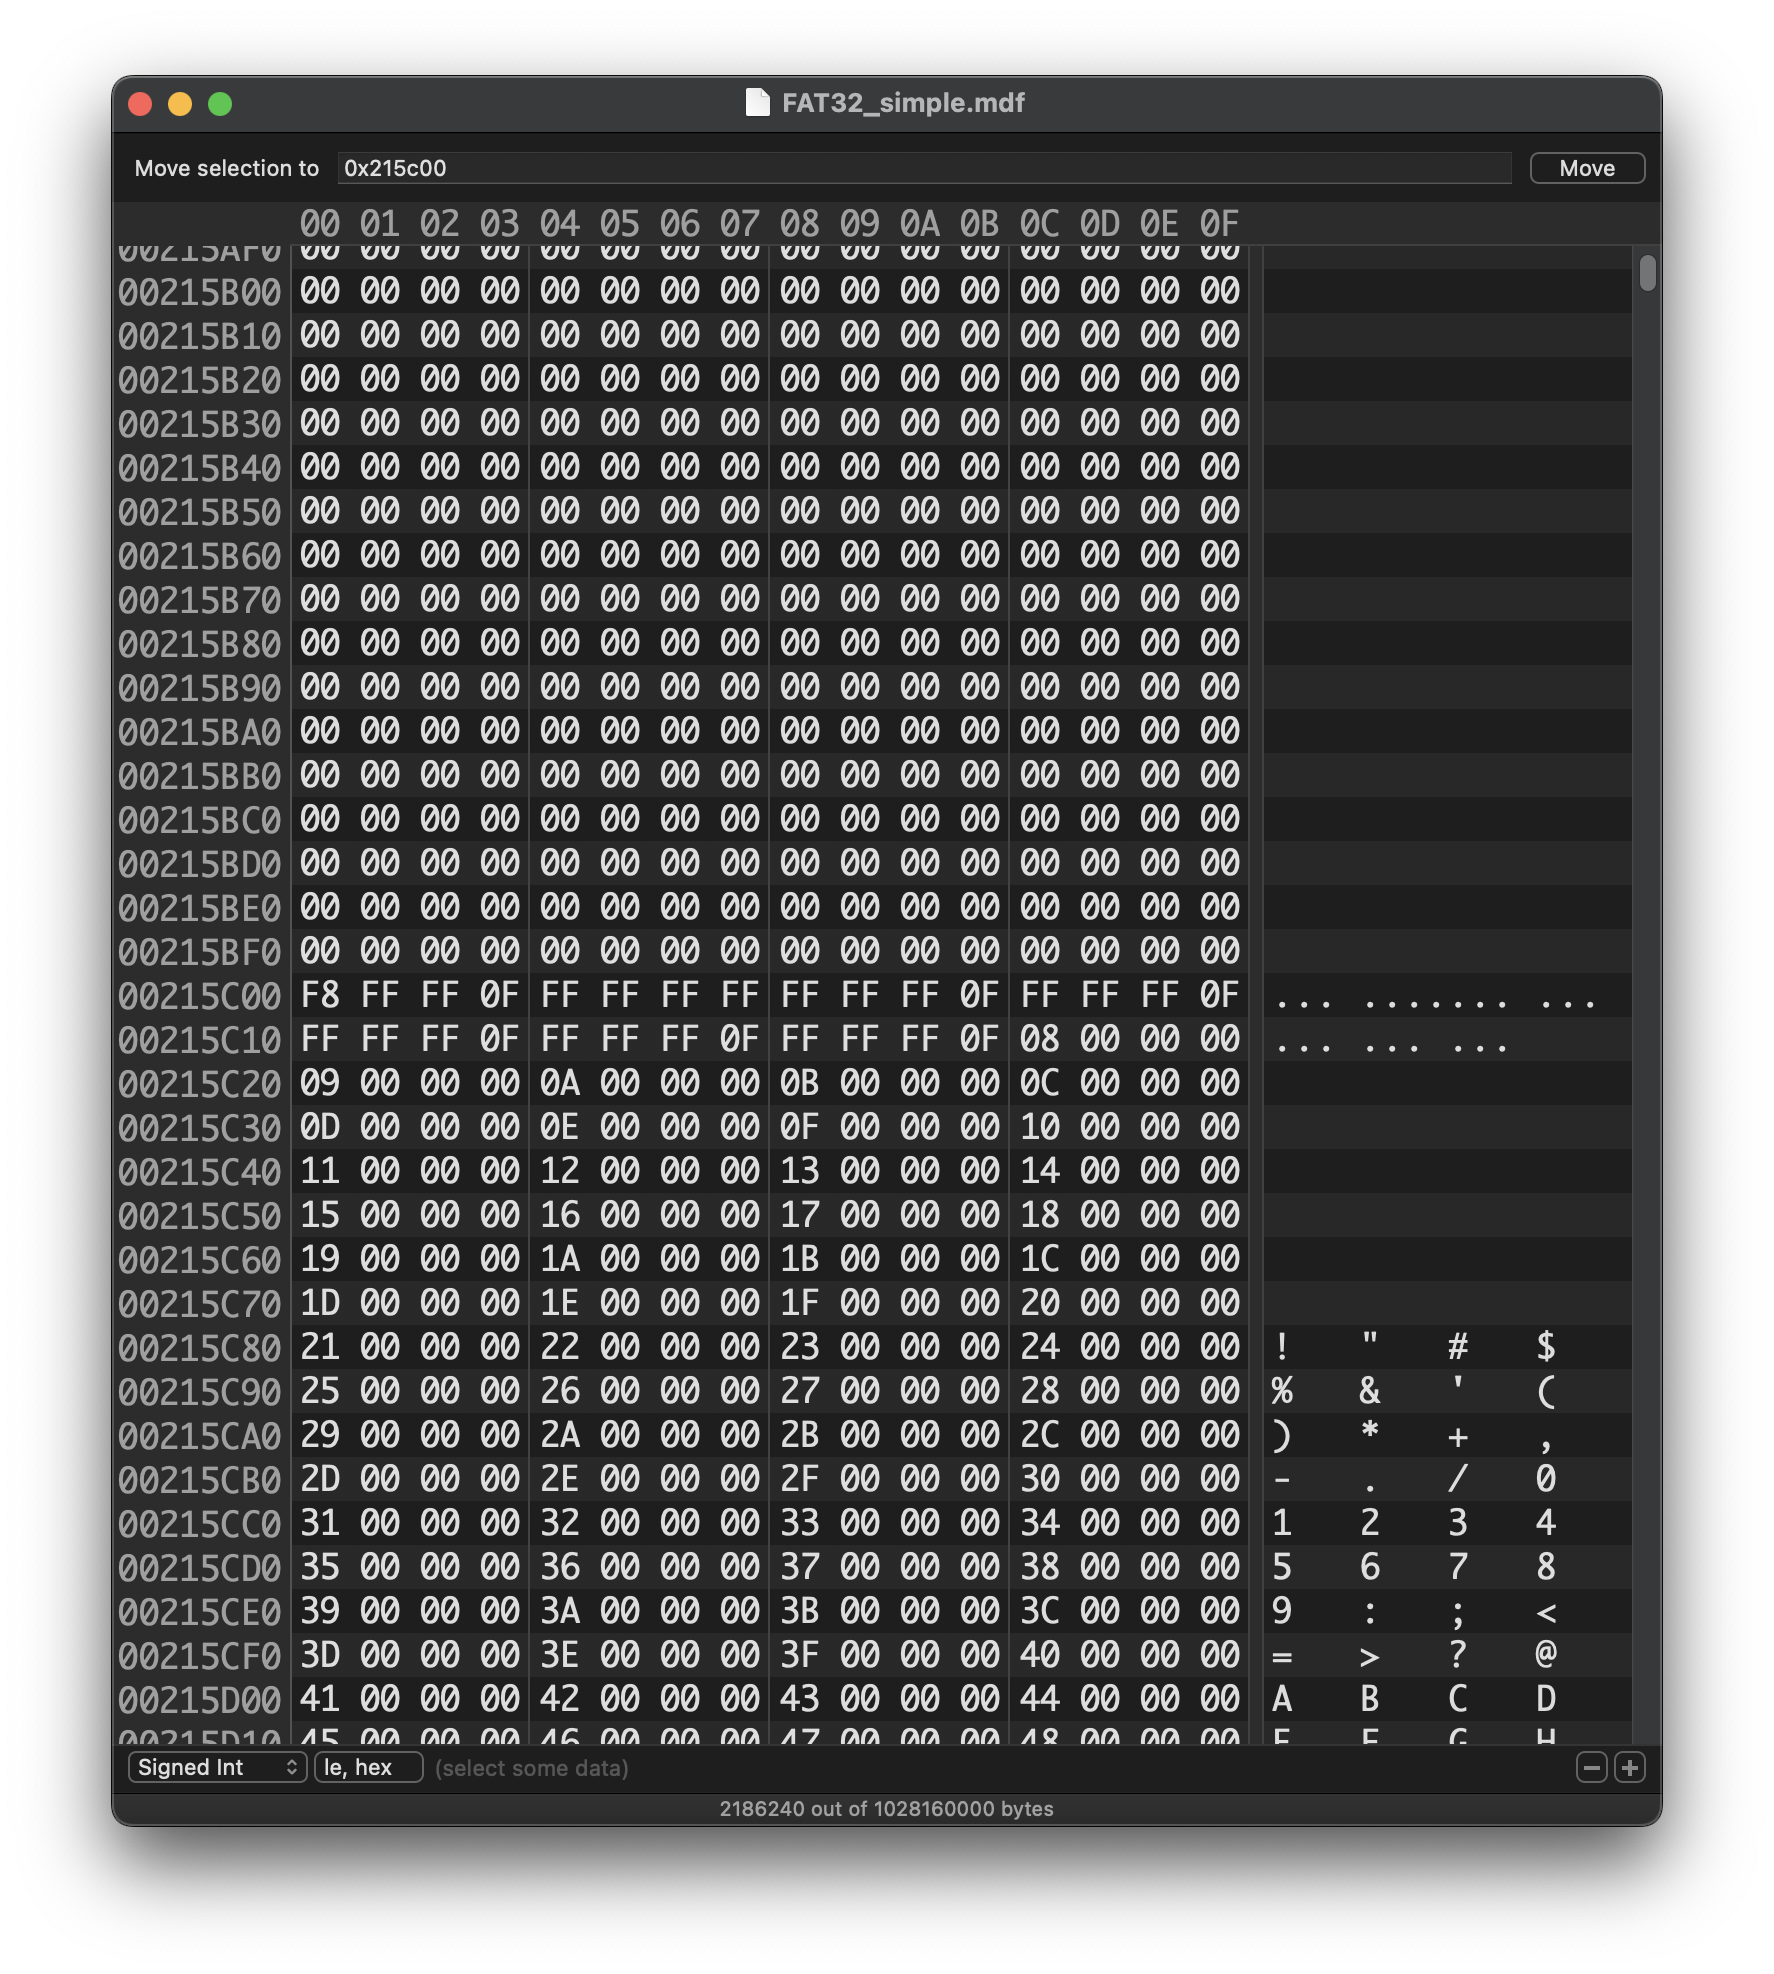 FAT32_simple.mdf
Move selection to 0x215c00 Move
00 01 02 03 04 05 06 07 08 09 0A 0B 0C 0D 0E 0F
00215AF0 00 00 00 00 00 00 00 00 00 00 00 00 00 00 00 00
00215B00 00 00 00 00 00 00 00 00 00 00 00 00 00 00 00 00
00215B10 00 00 00 00 00 00 00 00 00 00 00 00 00 00 00 00
00215B20 00 00 00 00 00 00 00 00 00 00 00 00 00 00 00 00
00215B30 00 00 00 00 00 00 00 00 00 00 00 00 00 00 00 00
00215B40 00 00 00 00 00 00 00 00 00 00 00 00 00 00 00 00
00215B50 00 00 00 00 00 00 00 00 00 00 00 00 00 00 00 00
00215B60 00 00 00 00 00 00 00 00 00 00 00 00 00 00 00 00
00215B70 00 00 00 00 00 00 00 00 00 00 00 00 00 00 00 00
00215B80 00 00 00 00 00 00 00 00 00 00 00 00 00 00 00 00
00215B90 00 00 00 00 00 00 00 00 00 00 00 00 00 00 00 00
00215BA0 00 00 00 00 00 00 00 00 00 00 00 00 00 00 00 00
00215BB0 00 00 00 00 00 00 00 00 00 00 00 00 00 00 00 00
00215BC0 00 00 00 00 00 00 00 00 00 00 00 00 00 00 00 00
00215BD0 00 00 00 00 00 00 00 00 00 00 00 00 00 00 00 00
00215BE0 00 00 00 00 00 00 00 00 00 00 00 00 00 00 00 00
00215BF0 00 00 00 00 00 00 00 00 00 00 00 00 00 00 00 00
00215C00 F8 FF FF 0F FF FF FF FF FF FF FF 0F FF FF FF 0F ... ....... ...
00215C10 FF FF FF 0F FF FF FF 0F FF FF FF 0F 08 00 00 00 ... ... ...
00215C20 09 00 00 00 0A 00 00 00 0B 00 00 00 0C 00 00 00
00215C30 0D 00 00 00 0E 00 00 00 0F 00 00 00 10 00 00 00
00215C40 11 00 00 00 12 00 00 00 13 00 00 00 14 00 00 00
00215C50 15 00 00 00 16 00 00 00 17 00 00 00 18 00 00 00
00215C60 19 00 00 00 1A 00 00 00 1B 00 00 00 1C 00 00 00
00215C70 1D 00 00 00 1E 00 00 00 1F 00 00 00 20 00 00 00
00215C80 21 00 00 00 22 00 00 00 23 00 00 00 24 00 00 00 ! " # $
00215C90 25 00 00 00 26 00 00 00 27 00 00 00 28 00 00 00 % & ' (
00215CA0 29 00 00 00 2A 00 00 00 2B 00 00 00 2C 00 00 00 ) * + ,
00215CB0 2D 00 00 00 2E 00 00 00 2F 00 00 00 30 00 00 00 - . / 0
00215CC0 31 00 00 00 32 00 00 00 33 00 00 00 34 00 00 00 1 2 3 4
00215CD0 35 00 00 00 36 00 00 00 37 00 00 00 38 00 00 00 5 6 7 8
00215CE0 39 00 00 00 3A 00 00 00 3B 00 00 00 3C 00 00 00 9 : ; <
00215CF0 3D 00 00 00 3E 00 00 00 3F 00 00 00 40 00 00 00 = > ? @
00215D00 41 00 00 00 42 00 00 00 43 00 00 00 44 00 00 00 A B C D
00215D10 45 00 00 00 46 00 00 00 47 00 00 00 48 00 00 00 E F G H
Signed Int le, hex (select some data)
2186240 out of 1028160000 bytes